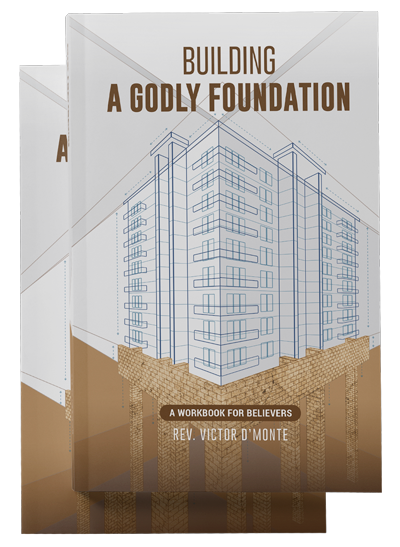 BUILDING
A GODLY FOUNDATION
A WORKBOOK FOR BELIEVERS
REV. VICTOR D'MONTE
A